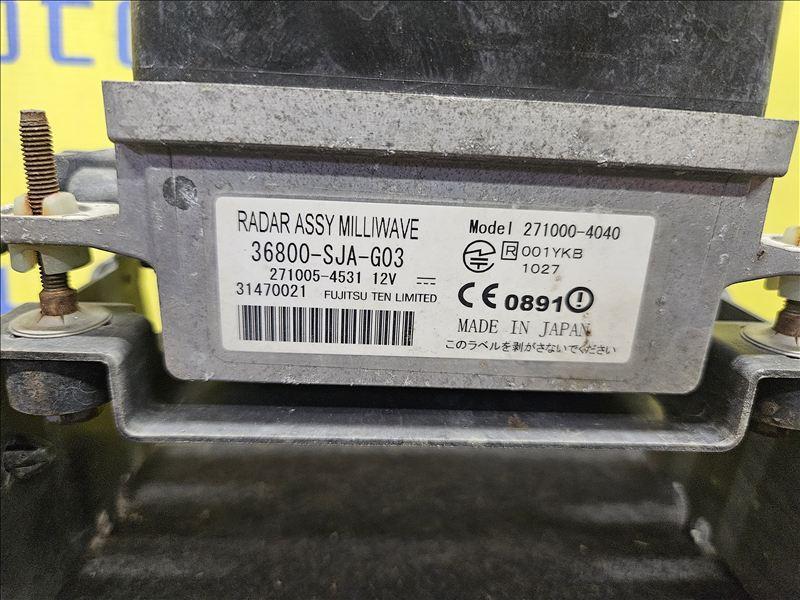 RADAR ASSY MILLIWAVE
36800-SJA-G03
271005-4531 12V
31470021 FUJITSU TEN LIMITED
Model 271000-4040
R 001YKB
1027
CE 0891
MADE IN JAPAN
このラベルを剥がさないでください